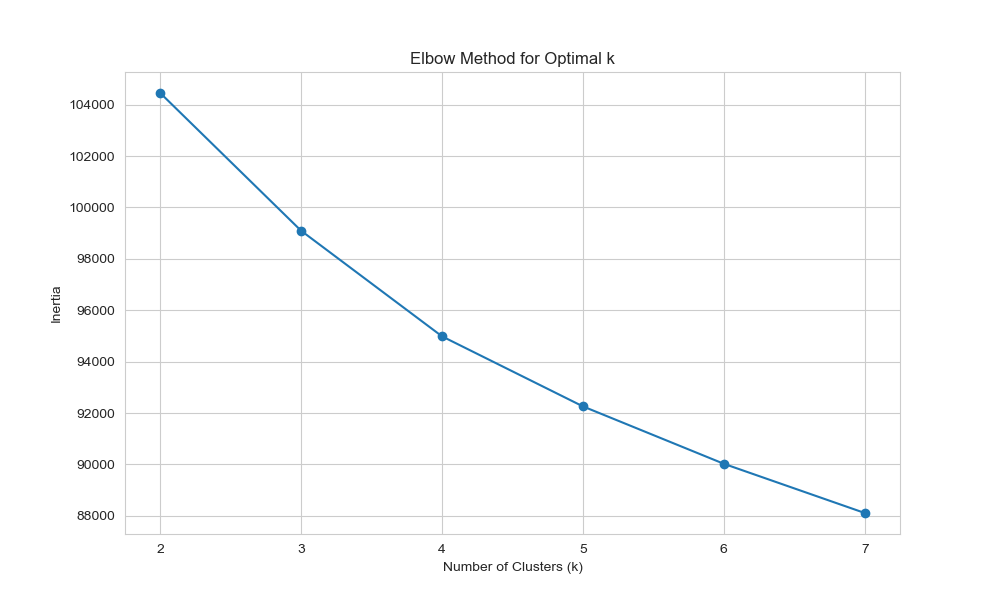 Elbow Method for Optimal k
104000
102000
100000
98000
96000
94000
92000
90000
88000
Inertia
2 3 4 5 6 7
Number of Clusters (k)